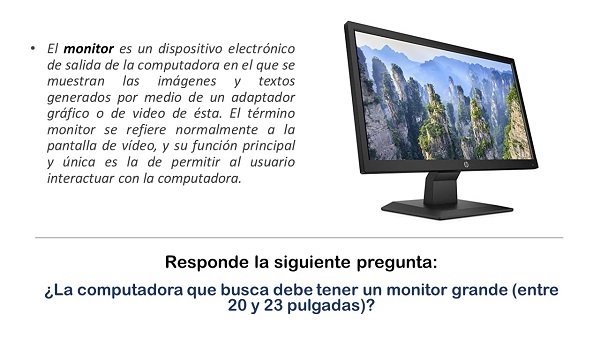 • El monitor es un dispositivo electrónico
de salida de la computadora en el que se
muestran las imágenes y textos
generados por medio de un adaptador
gráfico o de video de ésta. El término
monitor se refiere normalmente a la
pantalla de vídeo, y su función principal
y única es la de permitir al usuario
interactuar con la computadora.
hp
Responde la siguiente pregunta:
¿La computadora que busca debe tener un monitor grande (entre
20 y 23 pulgadas)?